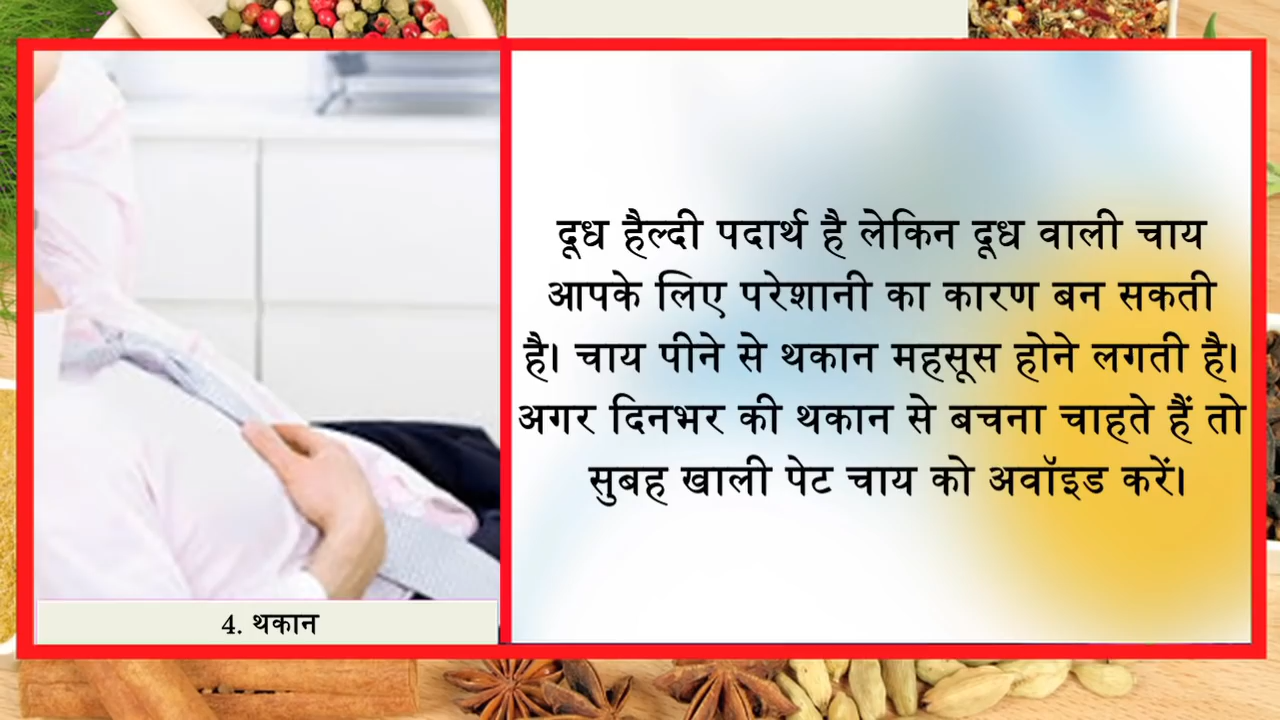 दूध हैल्दी पदार्थ है लेकिन दूध वाली चाय
आपके लिए परेशानी का कारण बन सकती
है। चाय पीने से थकान महसूस होने लगती है।
अगर दिनभर की थकान से बचना चाहते हैं तो
सुबह खाली पेट चाय को अवॉइड करें।
4. थकान